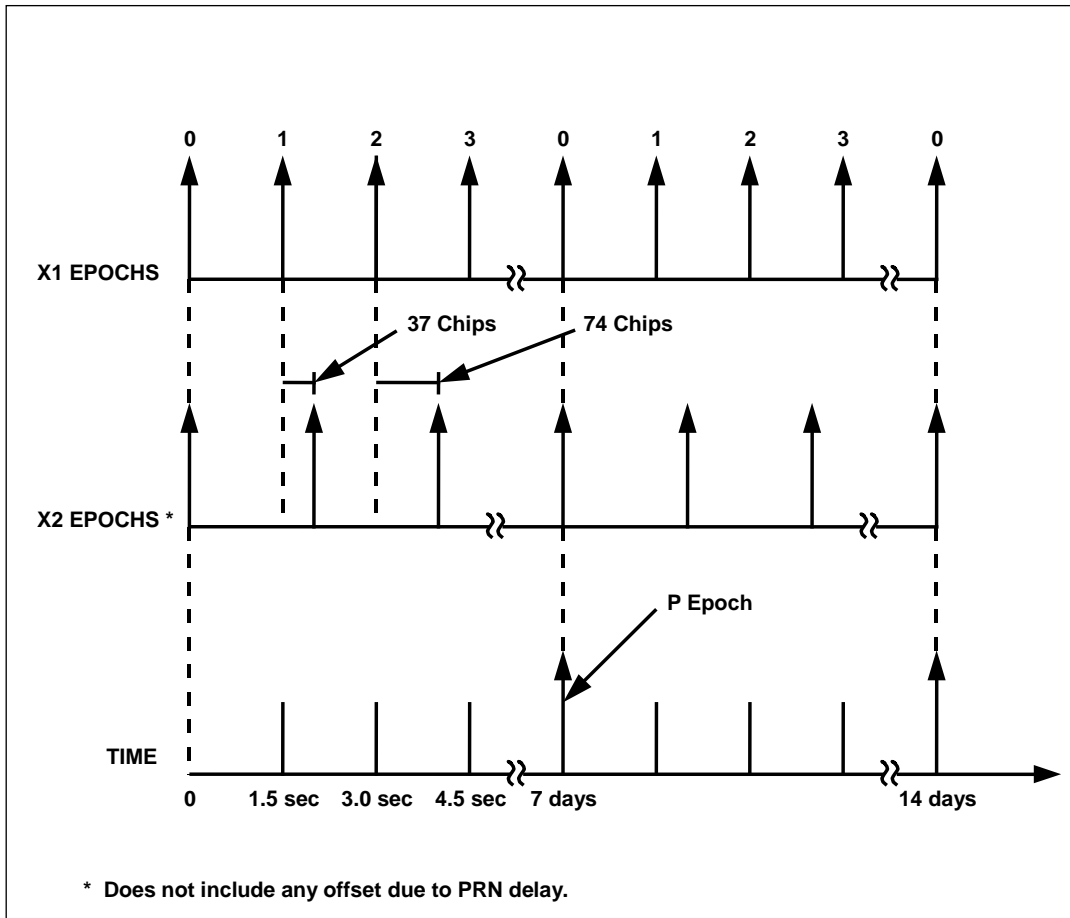 0 1 2 3 0 1 2 3 0
X1 EPOCHS
37 Chips 74 Chips
X2 EPOCHS *
P Epoch
TIME
0 1.5 sec 3.0 sec 4.5 sec 7 days 14 days
* Does not include any offset due to PRN delay.